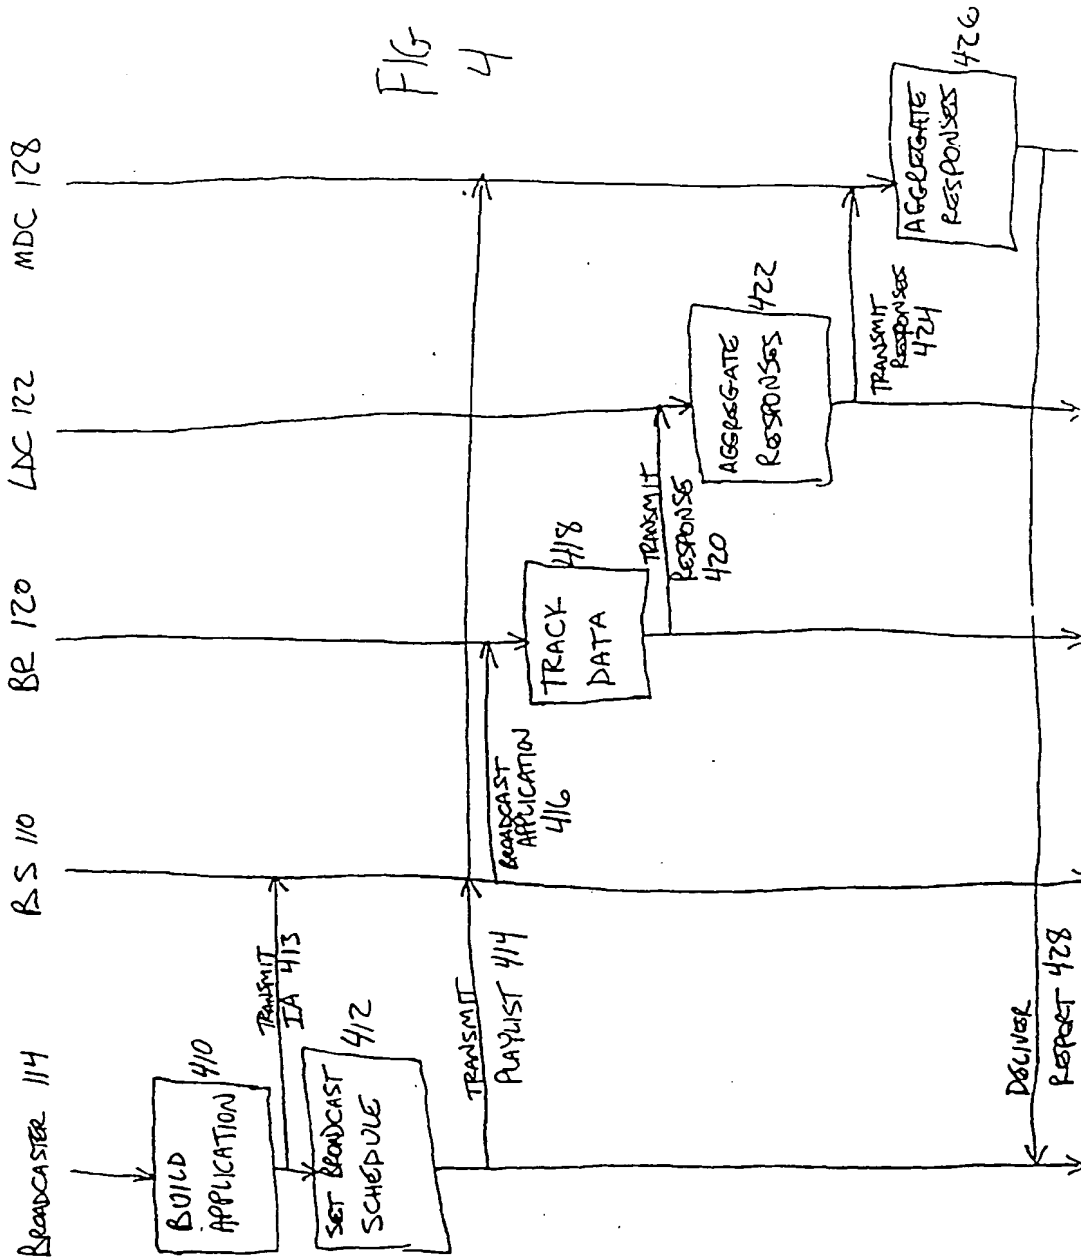 BROADCASTER 114
BS 110
BR 120
LDC 122
MDC 128
BUILD
APPLICATION
410
TRANSMIT
IA 413
SET BROADCAST
SCHEDULE
412
TRANSMIT
PLAYLIST 414
BROADCAST
APPLICATION
416
TRACK
DATA
418
TRANSMIT
RESPONSE
420
AGGREGATE
RESPONSES
422
TRANSMIT
RESPONSES
424
AGGREGATE
RESPONSES
426
DELIVER
REPORT 428
FIG
4